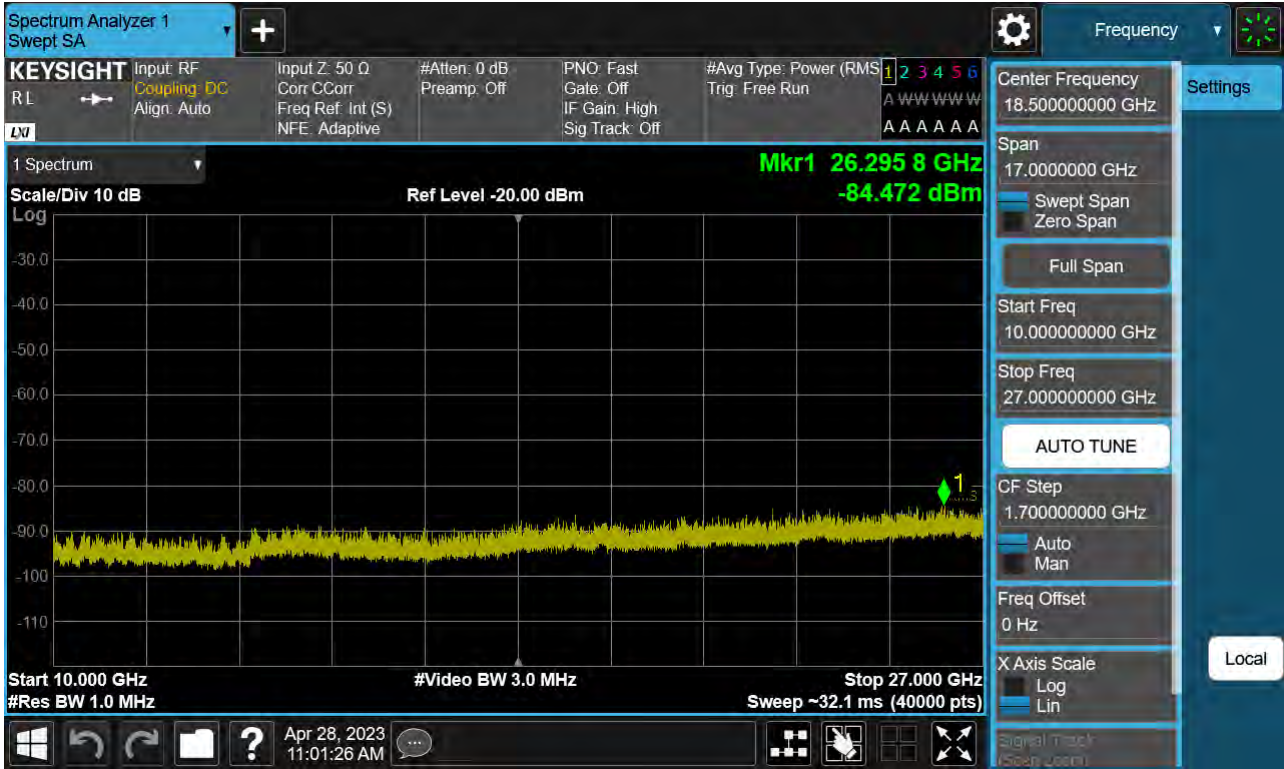 Spectrum Analyzer 1
Swept SA
Frequency
KEYSIGHT
R L
LXI
Input: RF
Coupling: DC
Align: Auto
Input Z: 50 Ω
Corr CCorr
Freq Ref: Int (S)
NFE: Adaptive
#Atten: 0 dB
Preamp: Off
PNO: Fast
Gate: Off
IF Gain: High
Sig Track: Off
#Avg Type: Power (RMS
Trig: Free Run
1 2 3 4 5 6
A W W W W W
A A A A A A
1 Spectrum
Scale/Div 10 dB
Log
Ref Level -20.00 dBm
Mkr1 26.295 8 GHz
-84.472 dBm
-30.0
-40.0
-50.0
-60.0
-70.0
-80.0
-90.0
-100
-110
1
Start 10.000 GHz
#Res BW 1.0 MHz
#Video BW 3.0 MHz
Stop 27.000 GHz
Sweep ~32.1 ms (40000 pts)
Center Frequency
18.500000000 GHz
Span
17.0000000 GHz
Swept Span
Zero Span
Full Span
Start Freq
10.000000000 GHz
Stop Freq
27.000000000 GHz
AUTO TUNE
CF Step
1.700000000 GHz
Auto
Man
Freq Offset
0 Hz
X Axis Scale
Log
Lin
Signal Track
(Span Zoom)
Settings
Local
?
Apr 28, 2023
11:01:26 AM